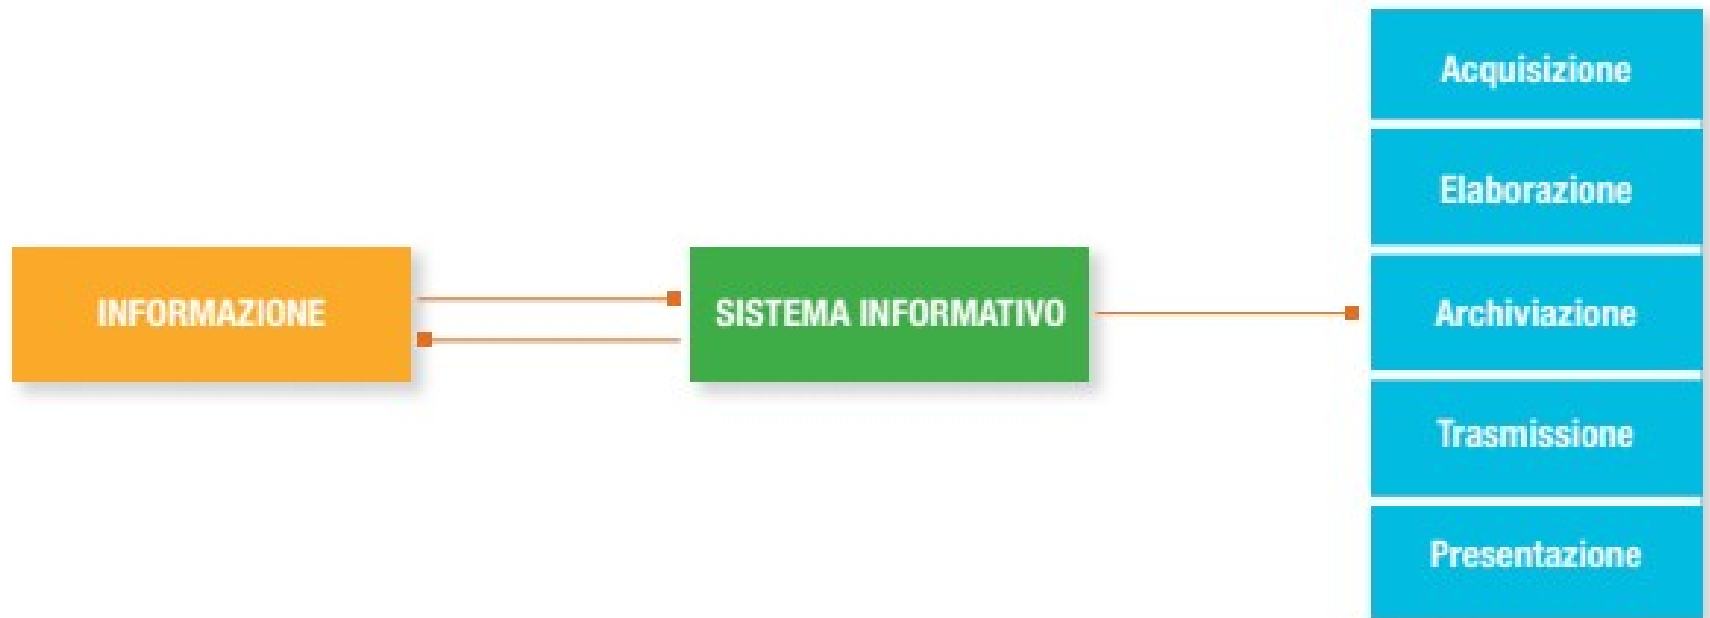 INFORMAZIONE
SISTEMA INFORMATIVO
Acquisizione
Elaborazione
Archiviazione
Trasmissione
Presentazione